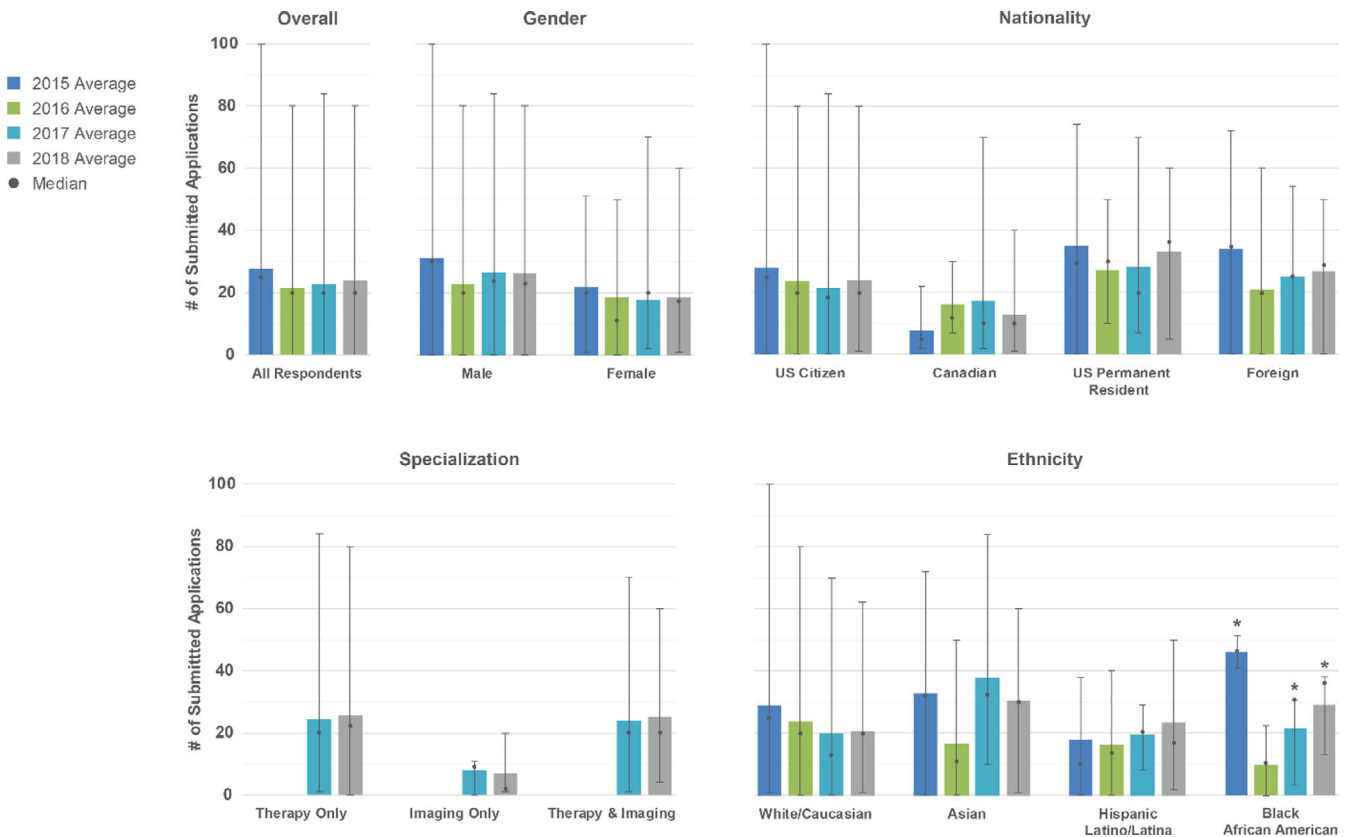 Overall
Gender
Nationality
2015 Average
2016 Average
2017 Average
2018 Average
Median
# of Submitted Applications
100
80
60
40
20
0
All Respondents
Male
Female
US Citizen
Canadian
US Permanent
Resident
Foreign
Specialization
Ethnicity
# of Submittted Applications
100
80
60
40
20
0
*
*
*
Therapy Only
Imaging Only
Therapy & Imaging
White/Caucasian
Asian
Hispanic
Latino/Latina
Black
African American